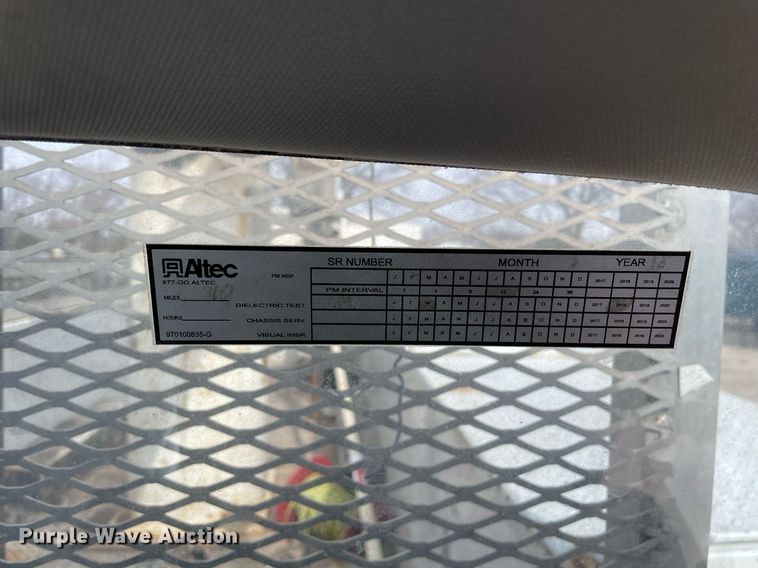 Altec
877-GO ALTEC
MILES
HOURS
970100835-G
PM INSP.
DIELECTRIC TEST
CHASSIS SERV.
VISUAL INSP.
SR NUMBER MONTH YEAR
J F M A M J J A S O N D 2017 2018 2019 2020
PM INTERVAL 1 4 6 12 24 36
J F M A M J J A S O N D 2017 2018 2019 2020
J F M A M J J A S O N D 2017 2018 2019 2020
J F M A M J J A S O N D 2017 2018 2019 2020
Purple Wave Auction